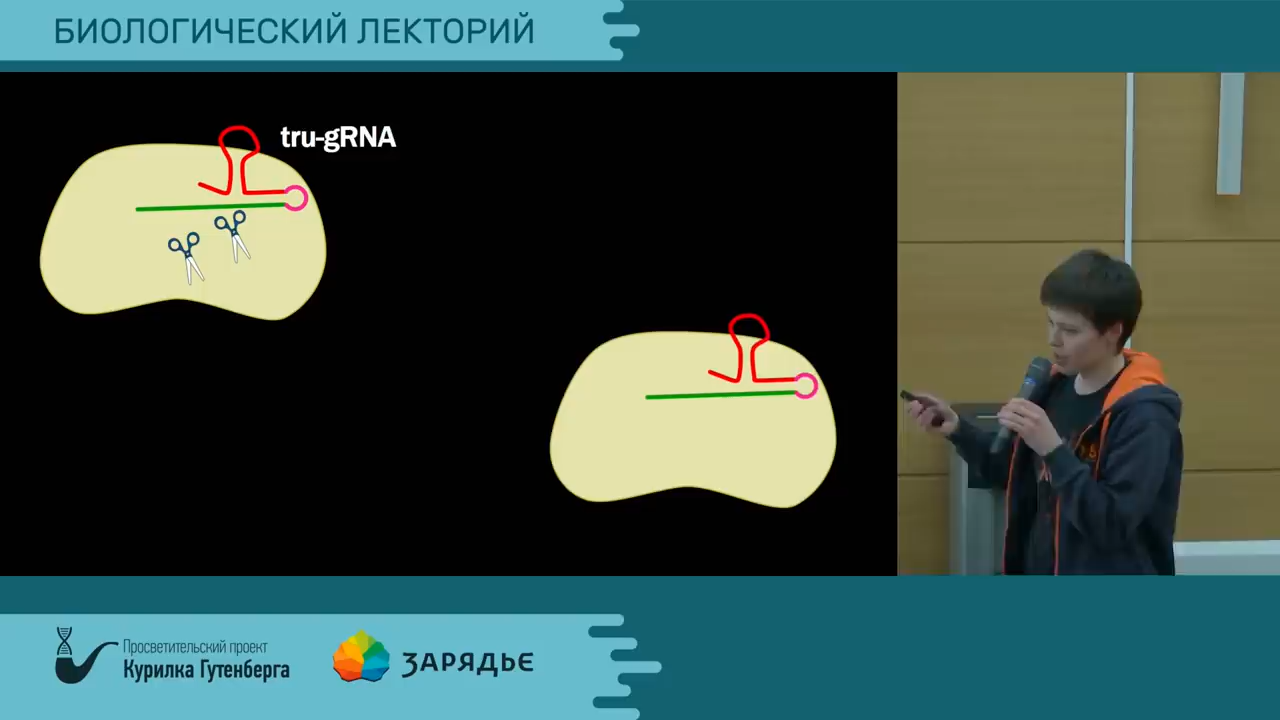 БИОЛОГИЧЕСКИЙ ЛЕКТОРИЙ
tru-gRNA
Просветительский проект
Курилка Гутенберга
ЗАРЯДЬЕ